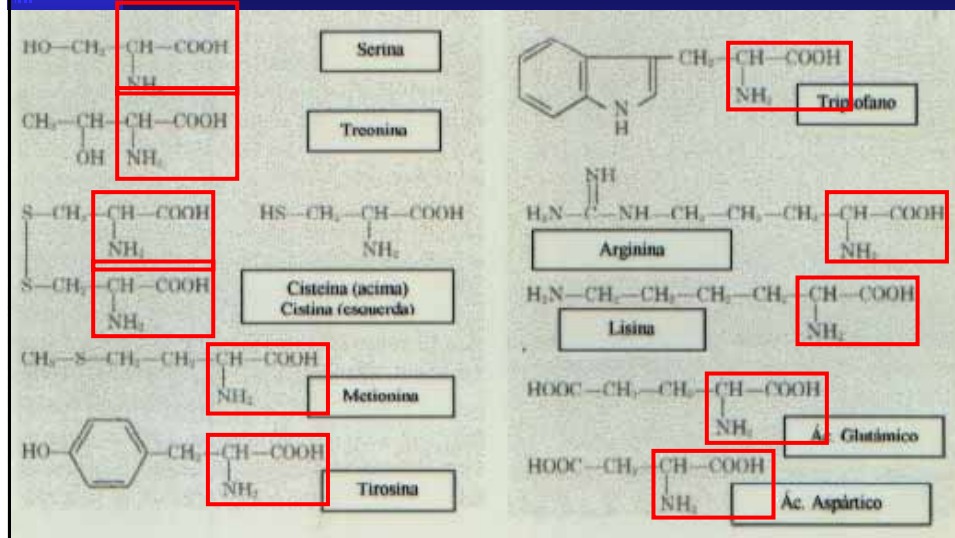 HO—CH₂—CH—COOH
NH₂
Serina
CH₃—CH—CH—COOH
OH NH₂
Treonina
S—CH₂—CH—COOH
NH₂
S—CH₂—CH—COOH
NH₂
HS—CH₂—CH—COOH
NH₂
Cisteína (acima)
Cistina (esquerda)
CH₃—S—CH₂—CH₂—CH—COOH
NH₂
Metionina
HO—CH₂—CH—COOH
NH₂
Tirosina
CH₂—CH—COOH
NH₂
N
H
Triptofano
NH
H₂N—C—NH—CH₂—CH₂—CH₂—CH—COOH
NH₂
Arginina
H₂N—CH₂—CH₂—CH₂—CH₂—CH—COOH
NH₂
Lisina
HOOC—CH₂—CH₂—CH—COOH
NH₂
Ác. Glutámico
HOOC—CH₂—CH—COOH
NH₂
Ác. Aspártico